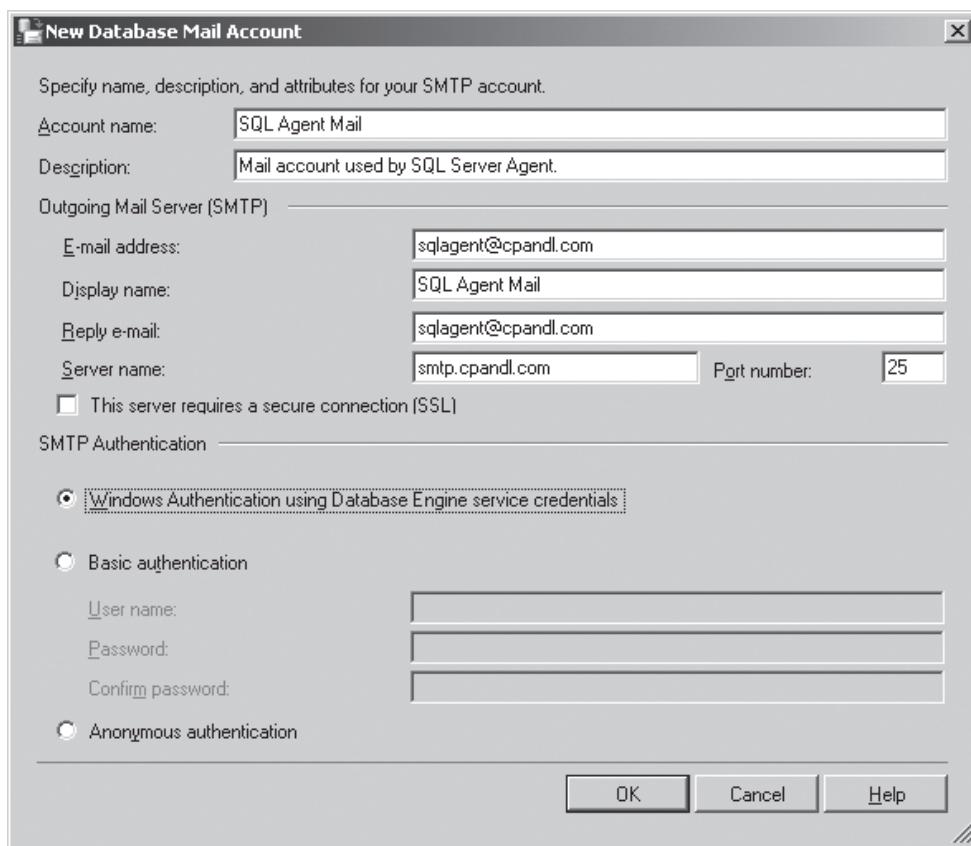 New Database Mail Account
Specify name, description, and attributes for your SMTP account.
Account name: SQL Agent Mail
Description: Mail account used by SQL Server Agent.
Outgoing Mail Server (SMTP)
E-mail address: sqlagent@cpandl.com
Display name: SQL Agent Mail
Reply e-mail: sqlagent@cpandl.com
Server name: smtp.cpandl.com Port number: 25
This server requires a secure connection (SSL)
SMTP Authentication
Windows Authentication using Database Engine service credentials
Basic authentication
User name:
Password:
Confirm password:
Anonymous authentication
OK Cancel Help